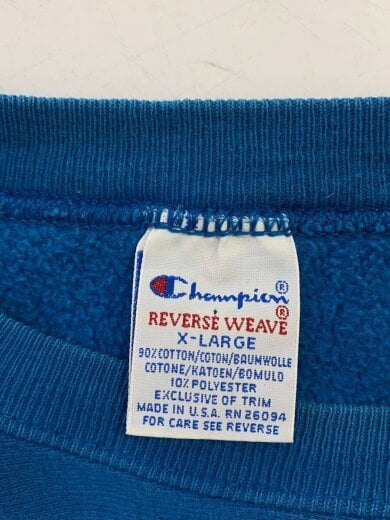 Champion®
REVERSE WEAVE®
X-LARGE
90% COTTON/COTON/BAUMWOLLE
COTONE/KATOEN/BOMULD
10% POLYESTER
EXCLUSIVE OF TRIM
MADE IN U.S.A. RN 26094
FOR CARE SEE REVERSE